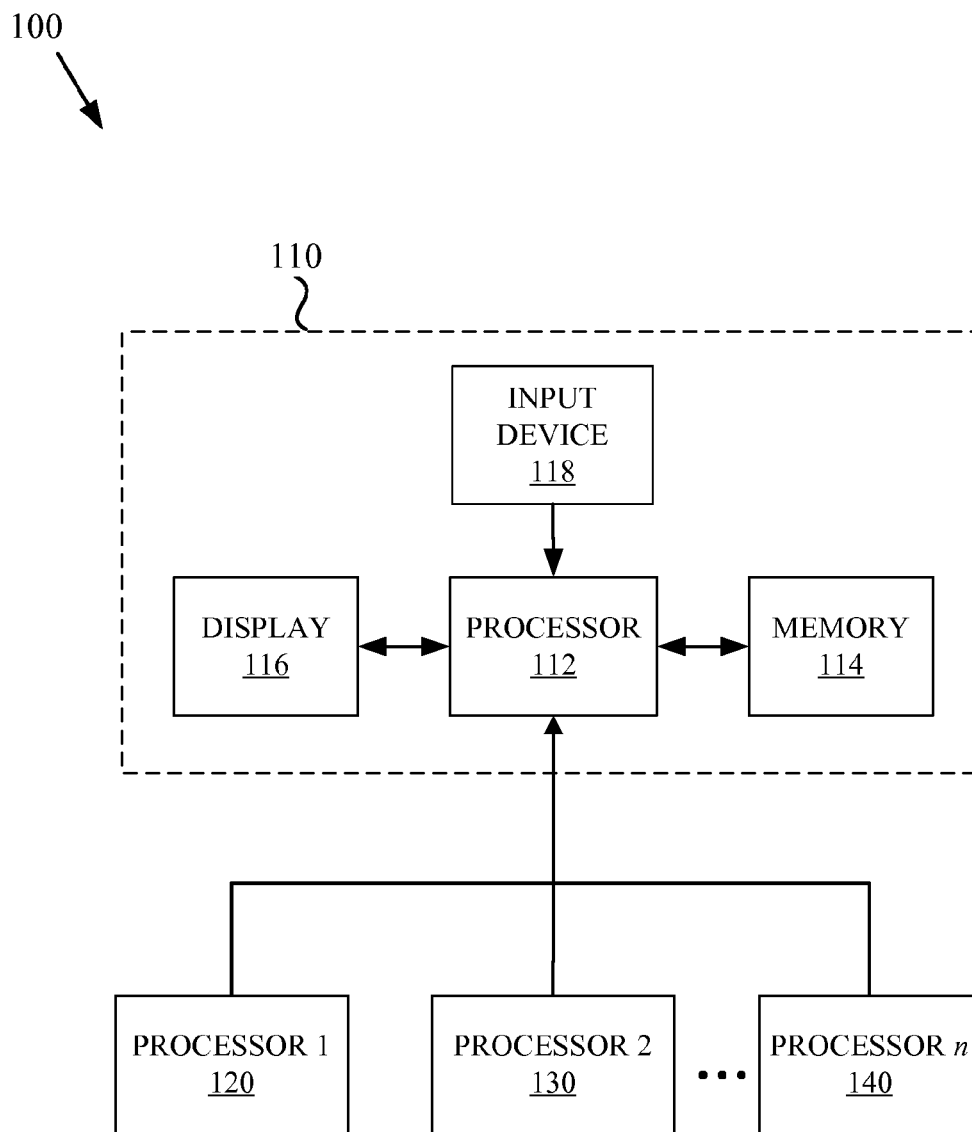 100
110
INPUT
DEVICE
118
DISPLAY
116
PROCESSOR
112
MEMORY
114
PROCESSOR 1
120
PROCESSOR 2
130
...
PROCESSOR n
140